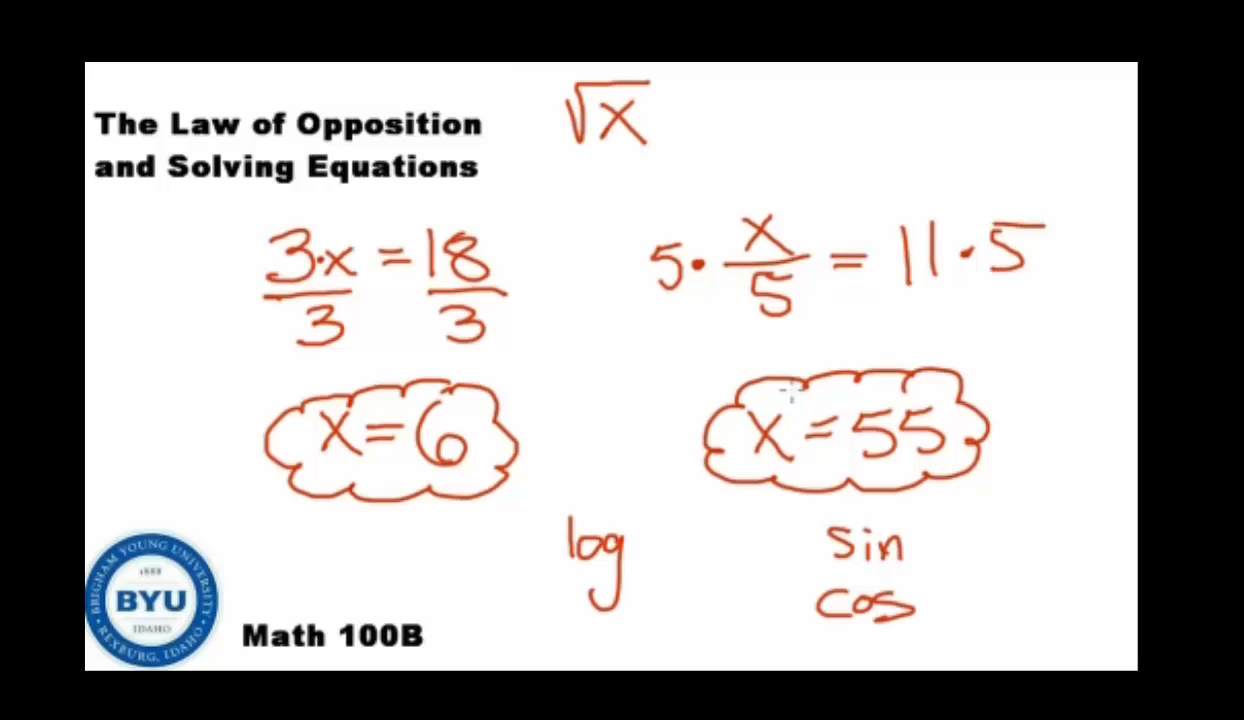 The Law of Opposition
and Solving Equations
√x
3·x = 18
3 3
5· x/5 = 11·5
x = 6
x = 55
log
sin
cos
BRIGHAM YOUNG UNIVERSITY
1888
BYU
IDAHO
REXBURG, IDAHO
Math 100B